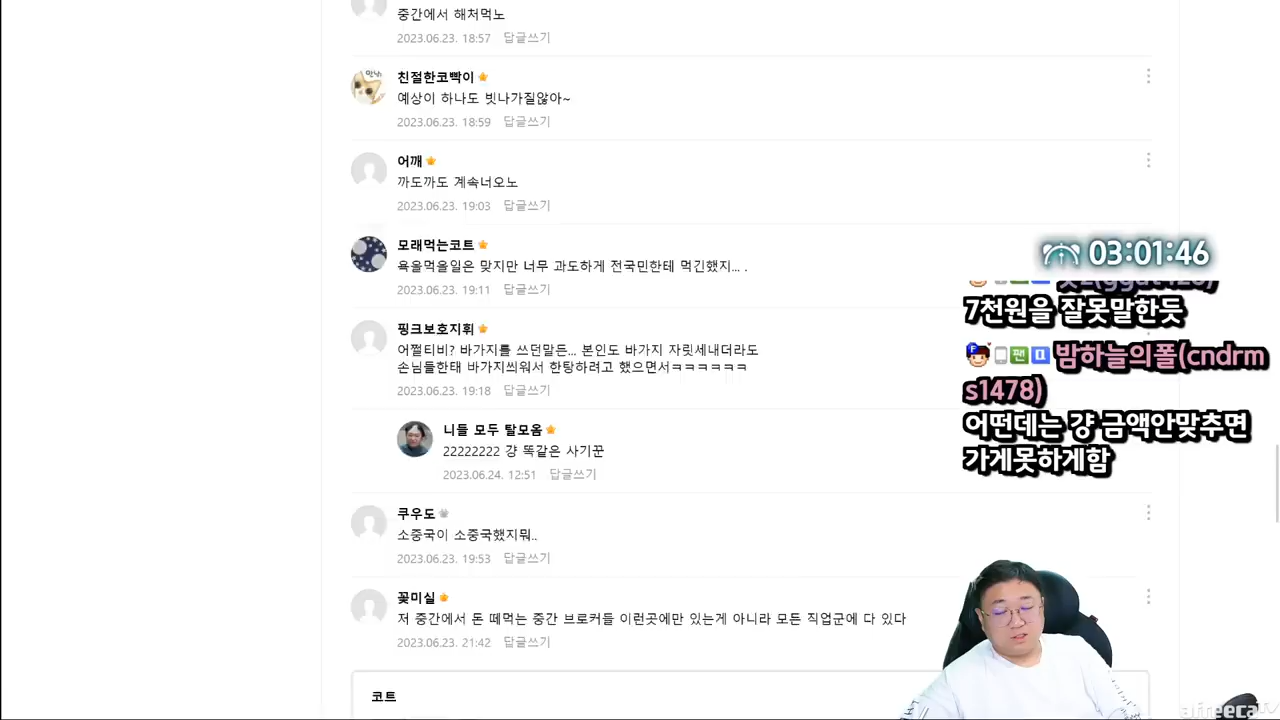 중간에서 해처먹노
2023.06.23. 18:57 답글쓰기
친절한코빡이
예상이 하나도 빗나가질않아~
2023.06.23. 18:59 답글쓰기
어깨
까도까도 계속너오노
2023.06.23. 19:03 답글쓰기
모래먹는코트
욕을먹을일은 맞지만 너무 과도하게 전국민한테 먹긴했지... .
2023.06.23. 19:11 답글쓰기
핑크보호지휘
어쩔티비? 바가지를 쓰던말든... 본인도 바가지 자릿세내더라도
손님들한태 바가지씌워서 한탕하려고 했으면서ㅋㅋㅋㅋㅋㅋ
2023.06.23. 19:18 답글쓰기
니들 모두 탈모옴
22222222 걍 똑같은 사기꾼
2023.06.24. 12:51 답글쓰기
쿠우도
소중국이 소중국했지뭐..
2023.06.23. 19:53 답글쓰기
꽃미실
저 중간에서 돈 떼먹는 중간 브로커들 이런곳에만 있는게 아니라 모든 직업군에 다 있다
2023.06.23. 21:42 답글쓰기
코트
03:01:46
7천원을 잘못말한듯
팬
밤하늘의폴(cndrm
s1478)
어떤데는 걍 금액안맞추면
가게못하게함
afreecaTV